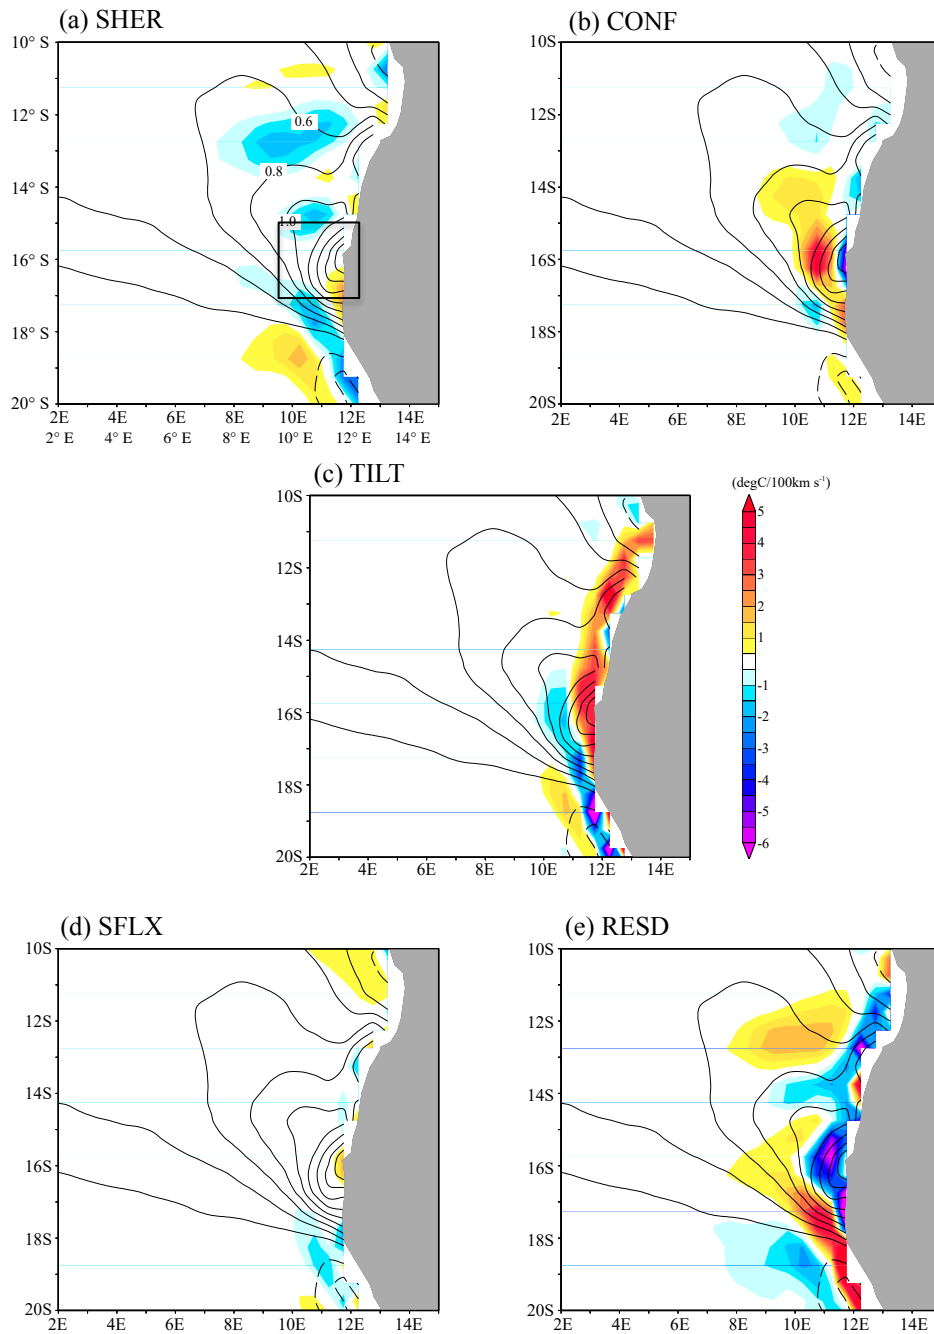 (a) SHER
(b) CONF
10° S
12° S
14° S
16° S
18° S
20° S
0.6
0.8
1.0
2E 4E 6E 8E 10E 12E 14E
2° E 4° E 6° E 8° E 10° E 12° E 14° E
10S
12S
14S
16S
18S
20S
2E 4E 6E 8E 10E 12E 14E
(c) TILT
10S
12S
14S
16S
18S
20S
2E 4E 6E 8E 10E 12E 14E
(degC/100km s⁻¹)
5
4
3
2
1
-1
-2
-3
-4
-5
-6
(d) SFLX
(e) RESD
10S
12S
14S
16S
18S
20S
2E 4E 6E 8E 10E 12E 14E
10S
12S
14S
16S
18S
20S
2E 4E 6E 8E 10E 12E 14E